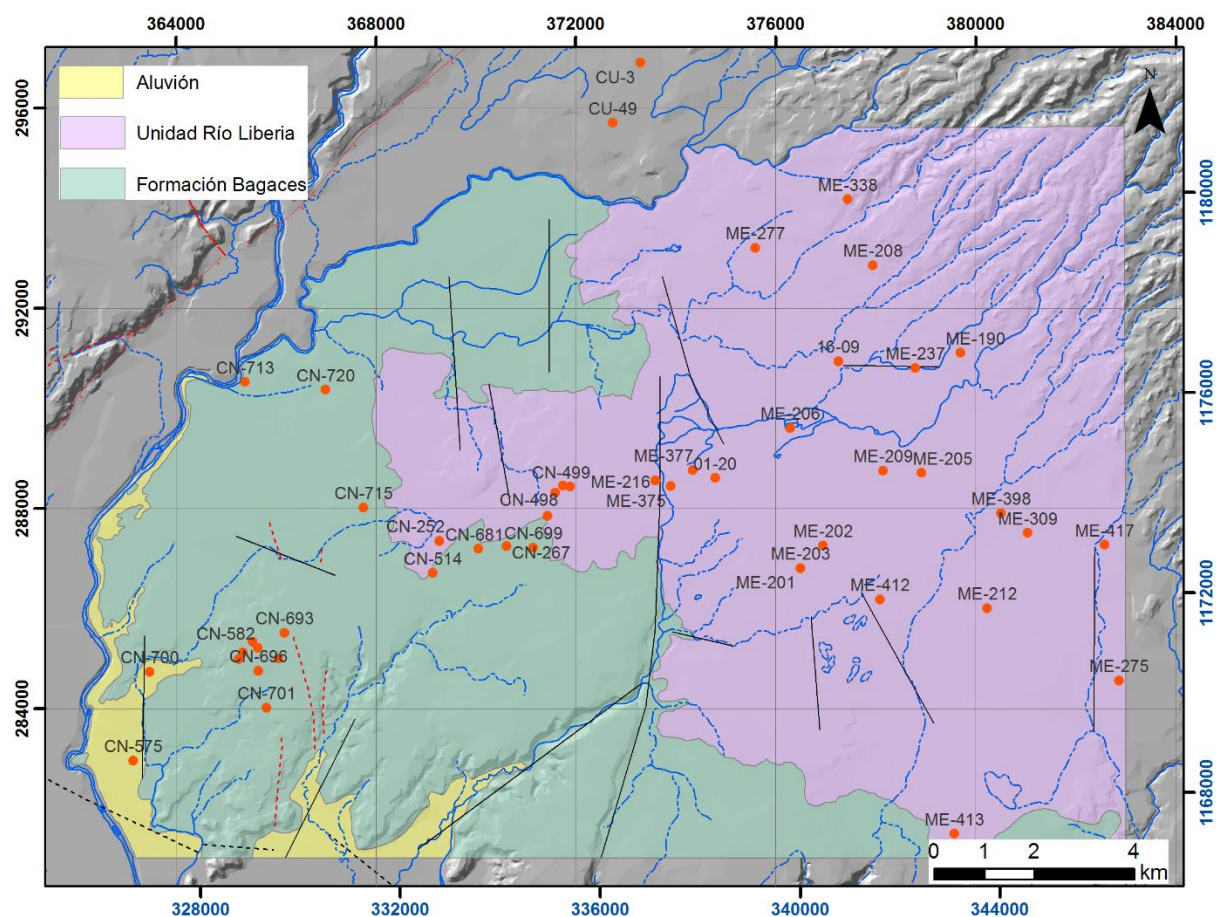 364000
368000
372000
376000
380000
384000
Aluvión
Unidad Río Liberia
Formación Bagaces
N
296000
292000
288000
284000
1180000
1176000
1172000
1168000
CU-3
CU-49
ME-338
ME-277
ME-208
16-09
ME-190
ME-237
CN-713
CN-720
ME-206
ME-377
01-20
ME-209
ME-205
CN-499
ME-216
CN-715
CN-498
ME-375
ME-398
CN-252
CN-681
CN-699
ME-309
ME-417
CN-267
CN-514
ME-202
ME-203
ME-201
ME-412
ME-212
CN-693
CN-582
CN-700
CN-696
ME-275
CN-701
CN-575
ME-413
0 1 2 4
km
328000
332000
336000
340000
344000